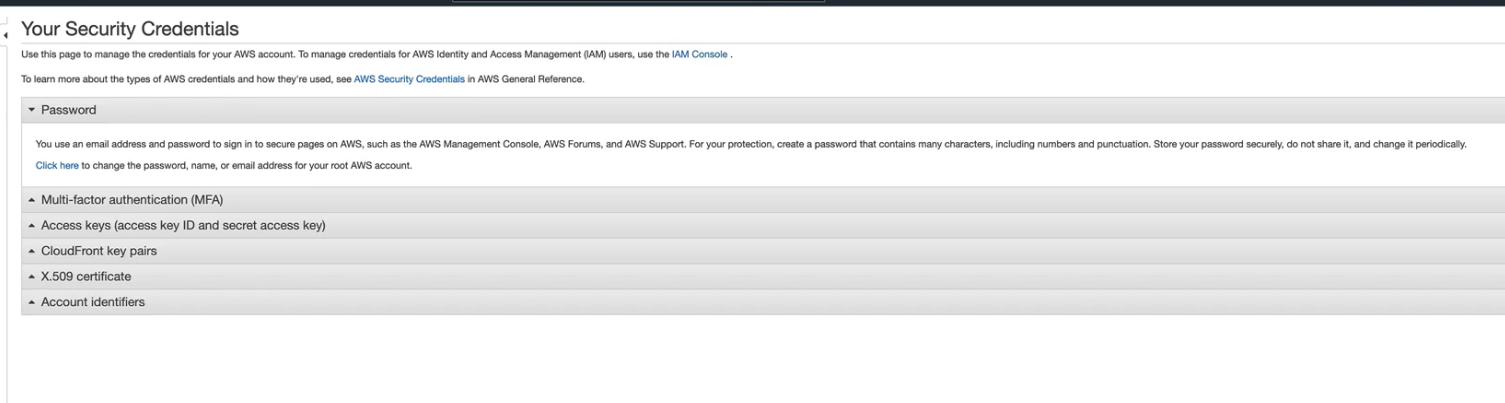 Your Security Credentials
Use this page to manage the credentials for your AWS account. To manage credentials for AWS Identity and Access Management (IAM) users, use the IAM Console .
To learn more about the types of AWS credentials and how they're used, see AWS Security Credentials in AWS General Reference.
Password
You use an email address and password to sign in to secure pages on AWS, such as the AWS Management Console, AWS Forums, and AWS Support. For your protection, create a password that contains many characters, including numbers and punctuation. Store your password securely, do not share it, and change it periodically.
Click here to change the password, name, or email address for your root AWS account.
Multi-factor authentication (MFA)
Access keys (access key ID and secret access key)
CloudFront key pairs
X.509 certificate
Account identifiers